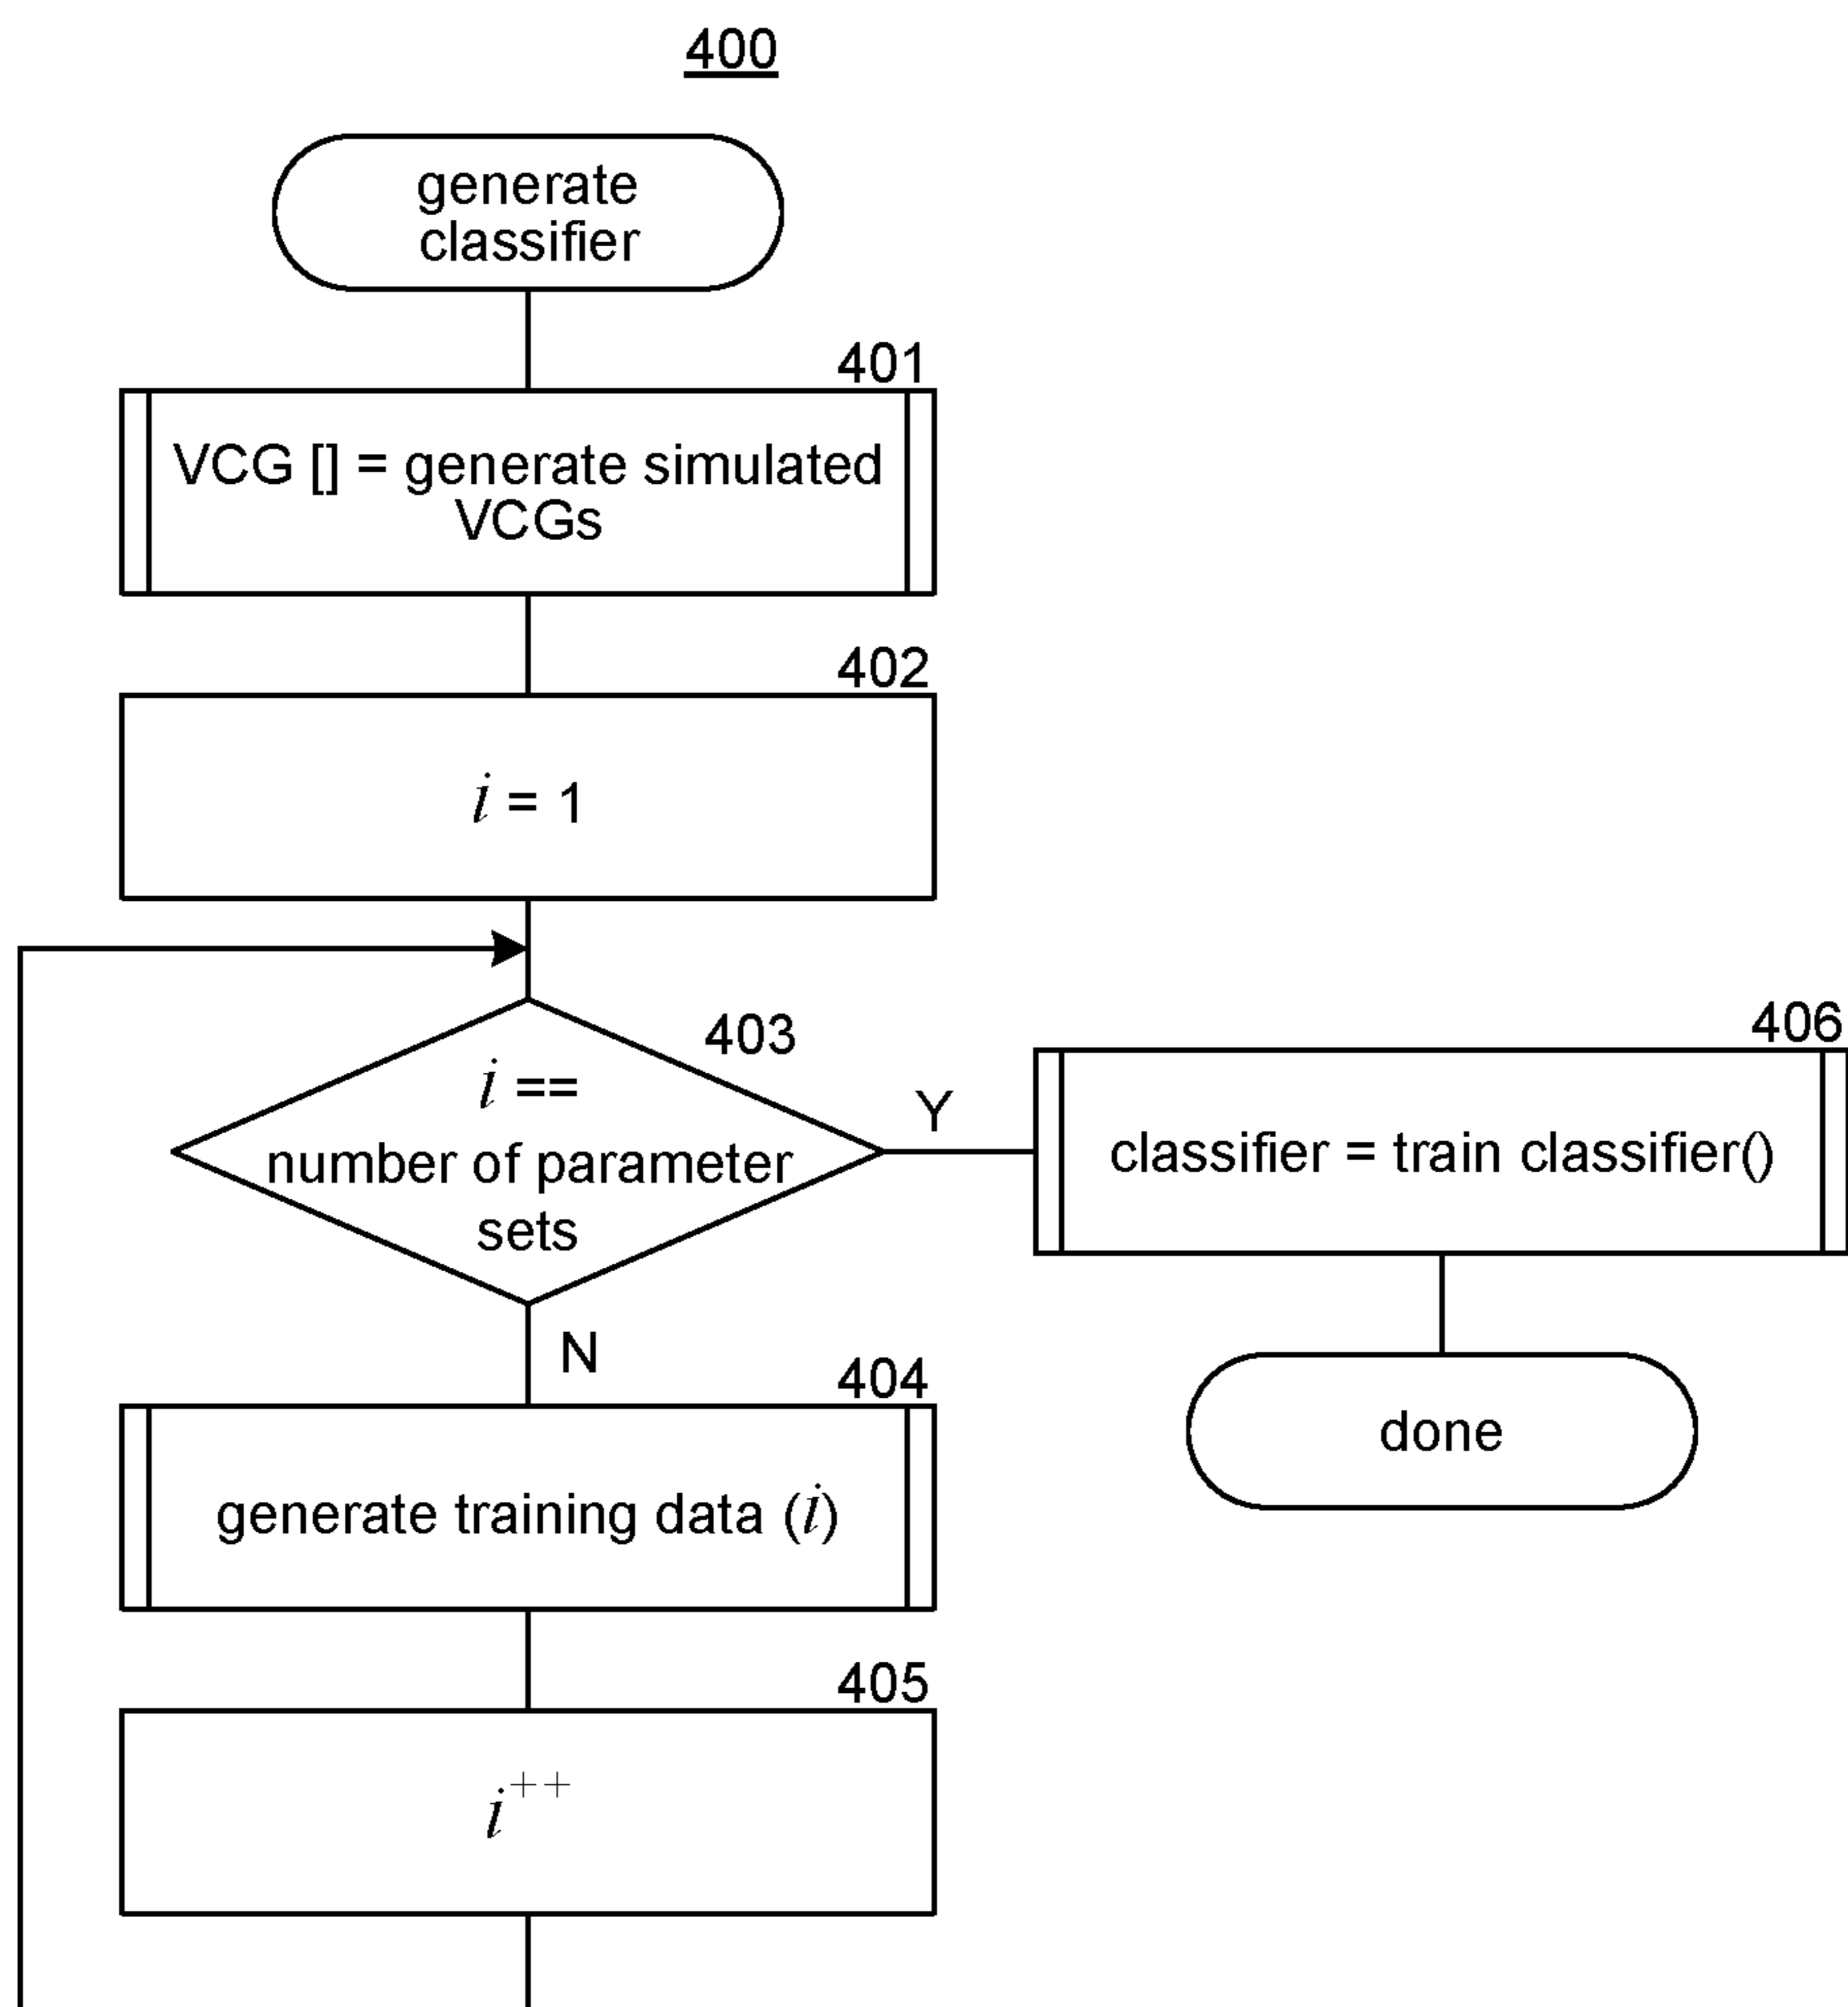 400
generate
classifier
401
VCG [] = generate simulated
VCGs
402
i = 1
403
i ==
number of parameter
sets
Y
406
classifier = train classifier()
N
404
generate training data (i)
done
405
i++